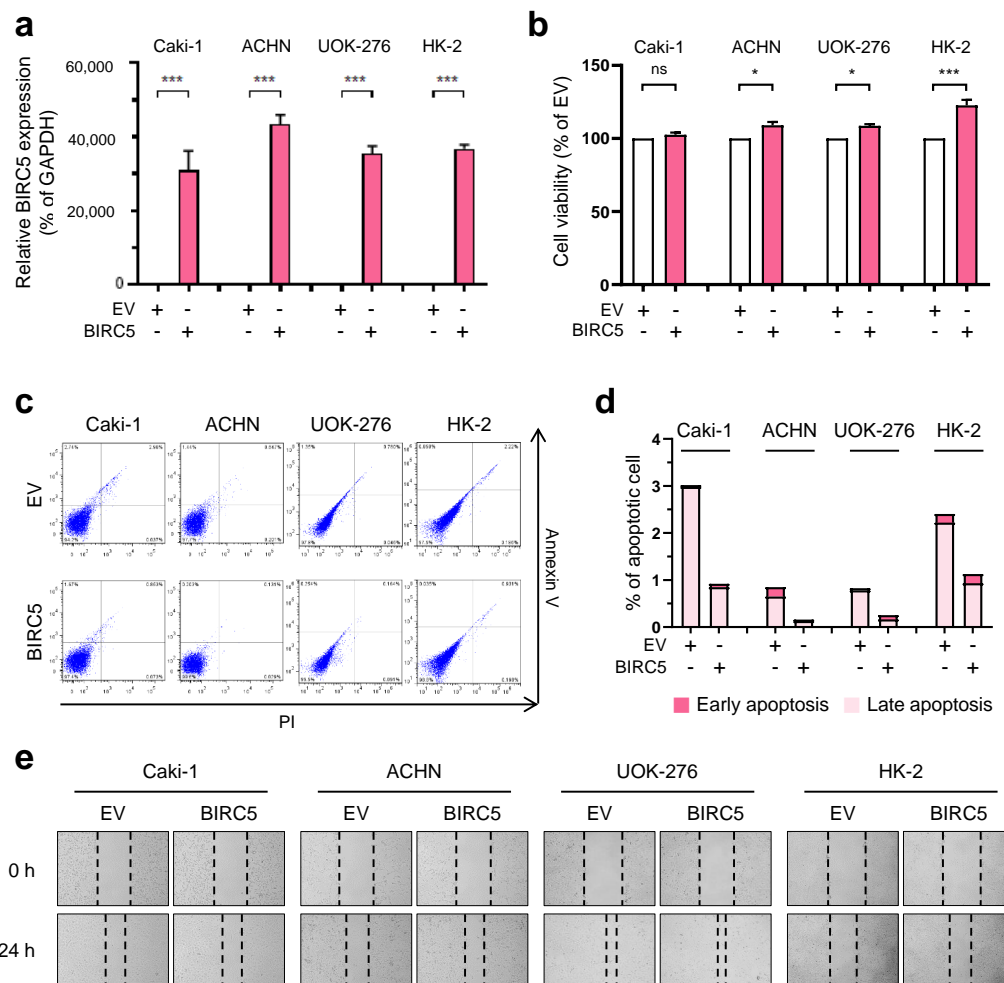 a
Caki-1 ACHN UOK-276 HK-2
*** *** *** ***
60,000
40,000
20,000
0
Relative BIRC5 expression
(% of GAPDH)
EV + - + - + - + -
BIRC5 - + - + - + - +
b
Caki-1 ACHN UOK-276 HK-2
ns * * ***
150
100
50
0
Cell viability (% of EV)
EV + - + - + - + -
BIRC5 - + - + - + - +
c
Caki-1 ACHN UOK-276 HK-2
EV
BIRC5
Annexin V
PI
d
Caki-1 ACHN UOK-276 HK-2
4
3
2
1
0
% of apoptotic cell
EV + - + - + - + -
BIRC5 - + - + - + - +
Early apoptosis Late apoptosis
e
Caki-1 ACHN UOK-276 HK-2
EV BIRC5 EV BIRC5 EV BIRC5 EV BIRC5
0 h
24 h